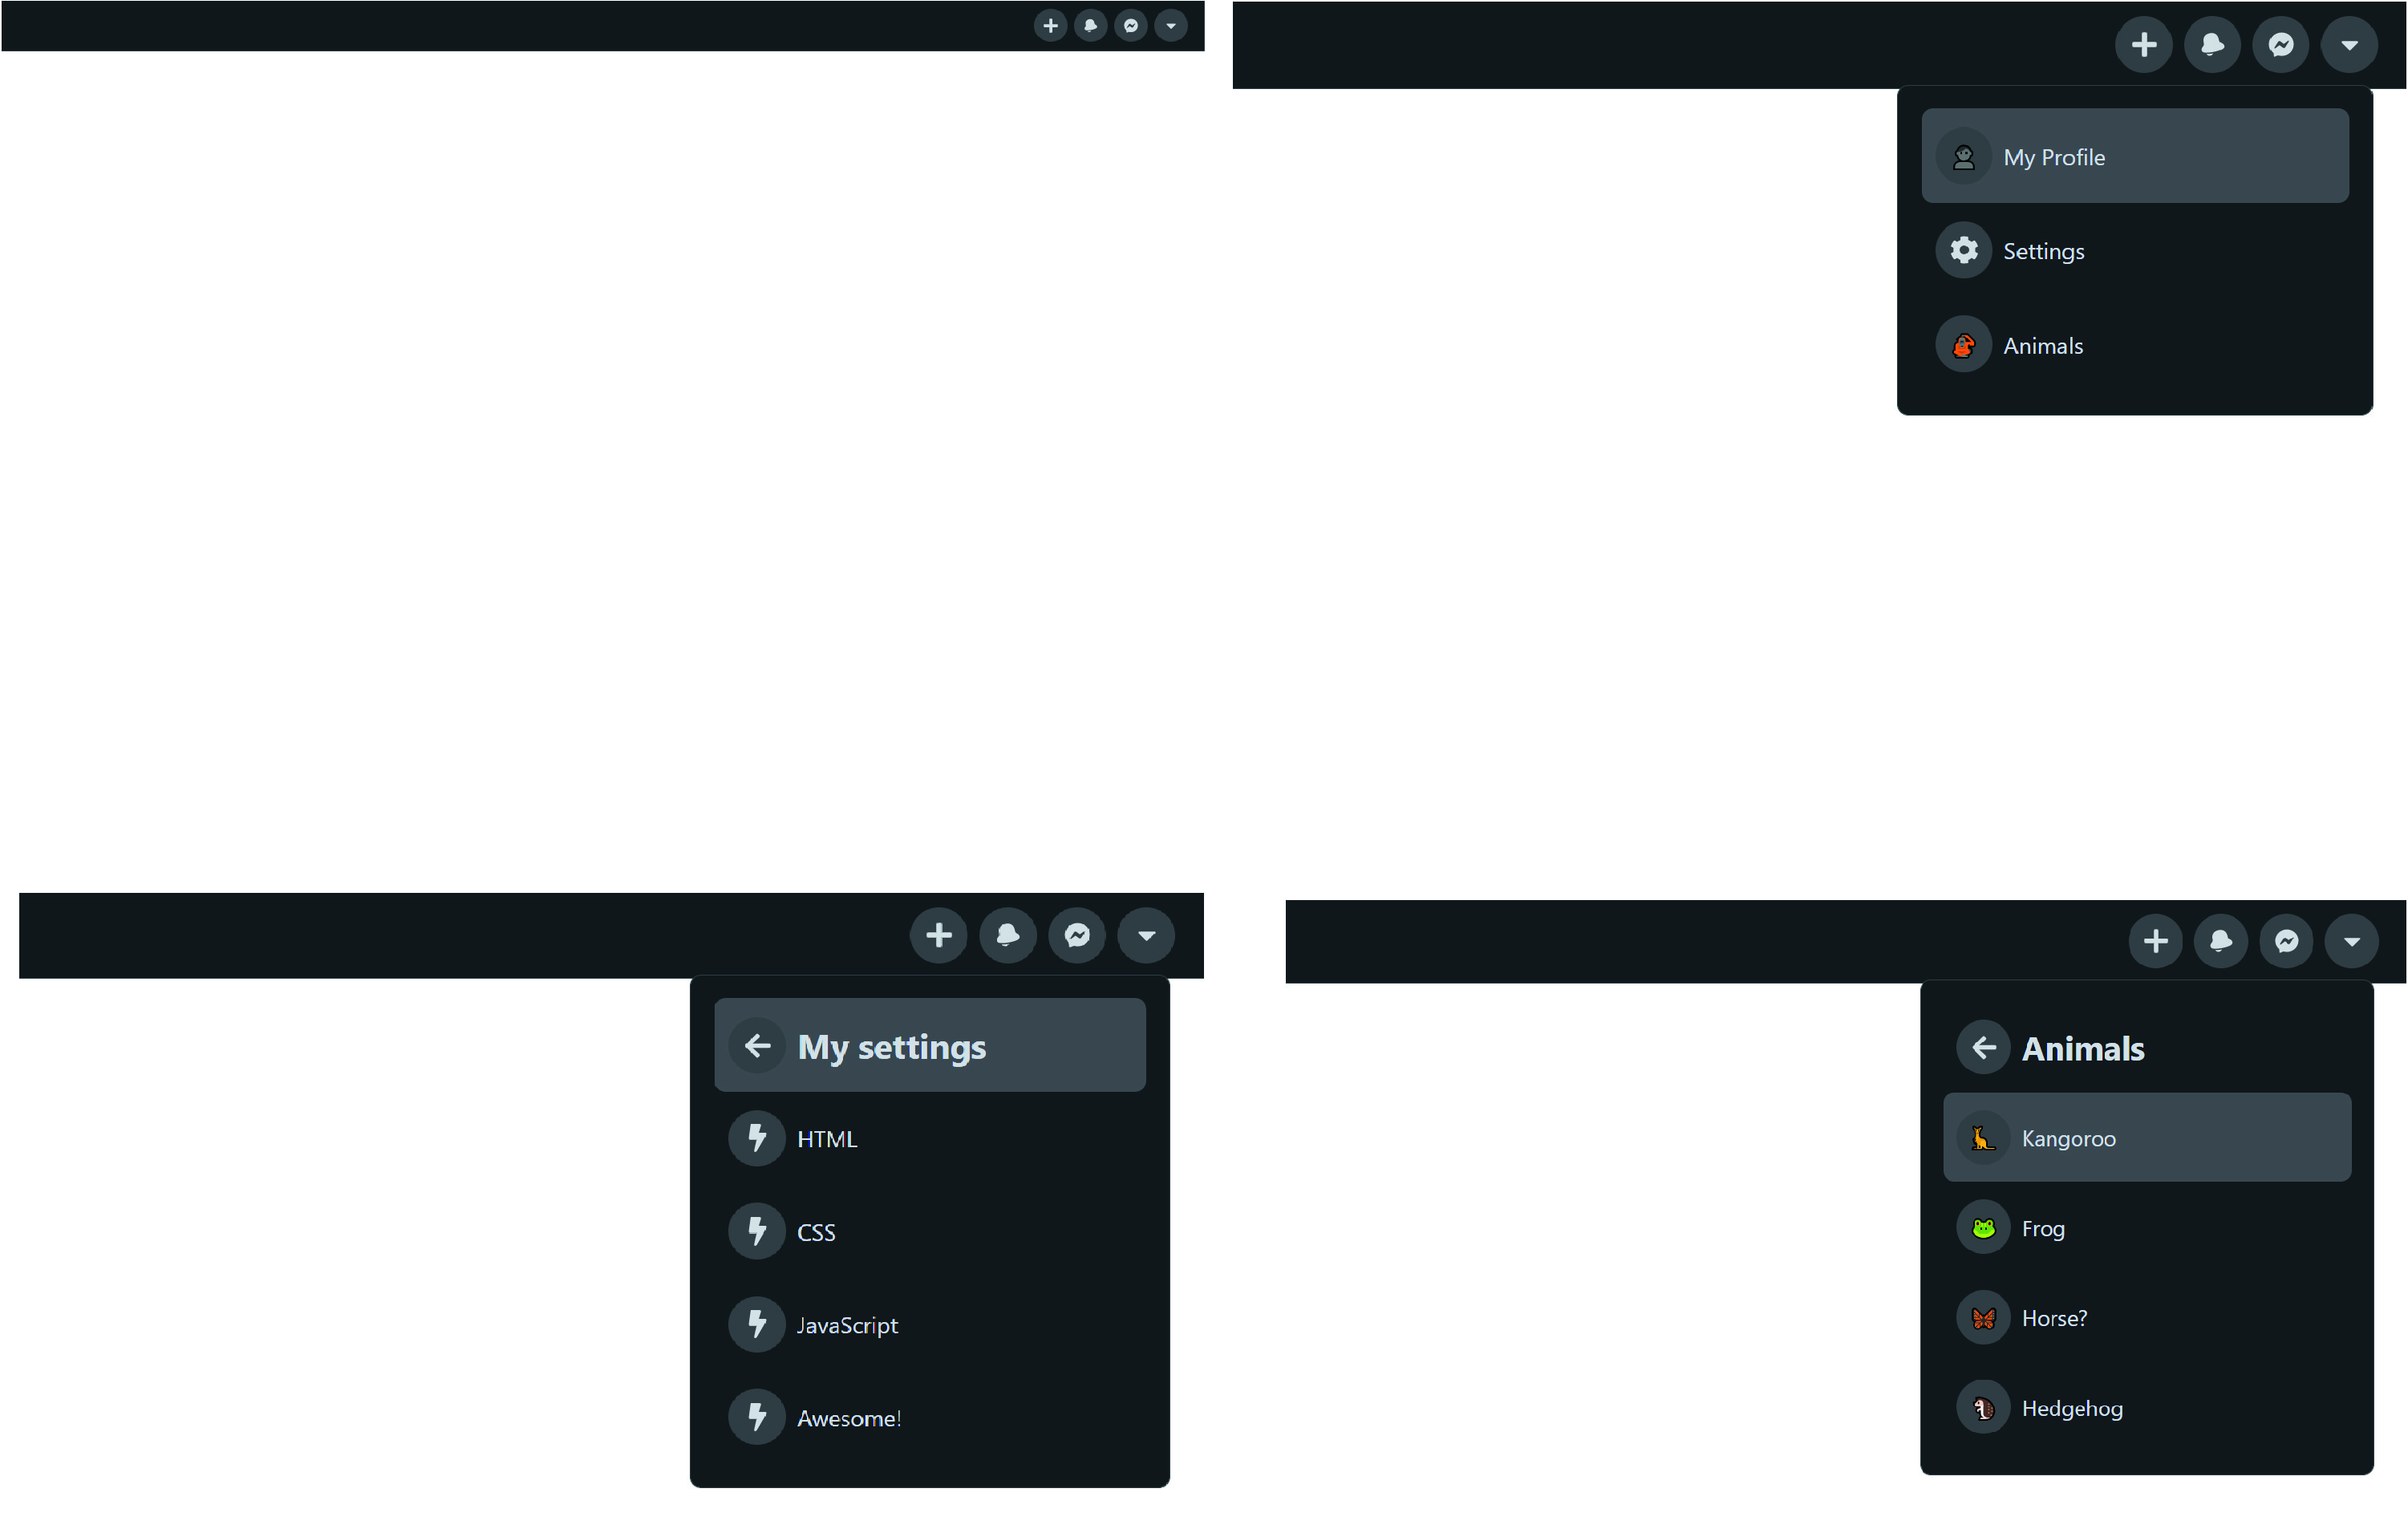 My Profile
Settings
Animals
My settings
HTML
CSS
JavaScript
Awesome!
Animals
Kangoroo
Frog
Horse?
Hedgehog